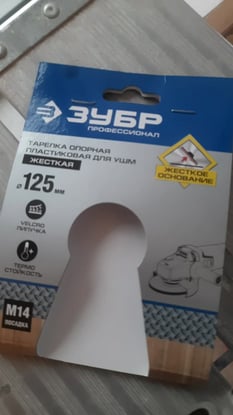 ЗУБР
ПРОФЕССИОНАЛ
ТАРЕЛКА ОПОРНАЯ
ПЛАСТИКОВАЯ ДЛЯ УШМ
ЖЕСТКАЯ
ЖЕСТКОЕ
ОСНОВАНИЕ
ø 125 мм
VELCRO
ЛИПУЧКА
ТЕРМО
СТОЙКОСТЬ
M14
ПОСАДКА